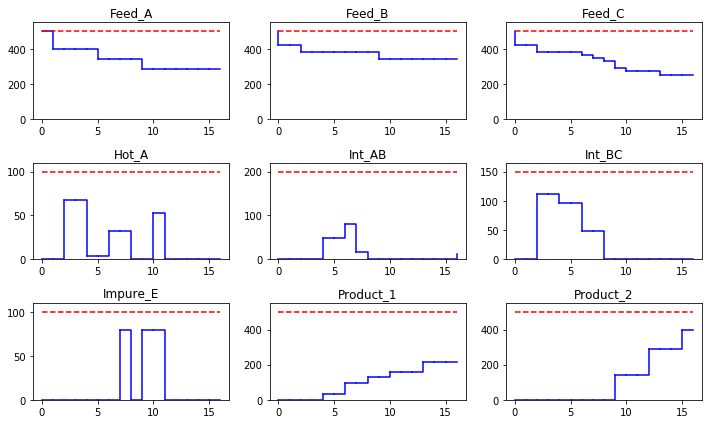 Feed_A Feed_B Feed_C
400 400 400
200 200 200
0 0 0
0 5 10 15 0 5 10 15 0 5 10 15
Hot_A Int_AB Int_BC
100 200 150
50 100 100
50
0 0 0
0 5 10 15 0 5 10 15 0 5 10 15
Impure_E Product_1 Product_2
100 400 400
50 200 200
0 0 0
0 5 10 15 0 5 10 15 0 5 10 15